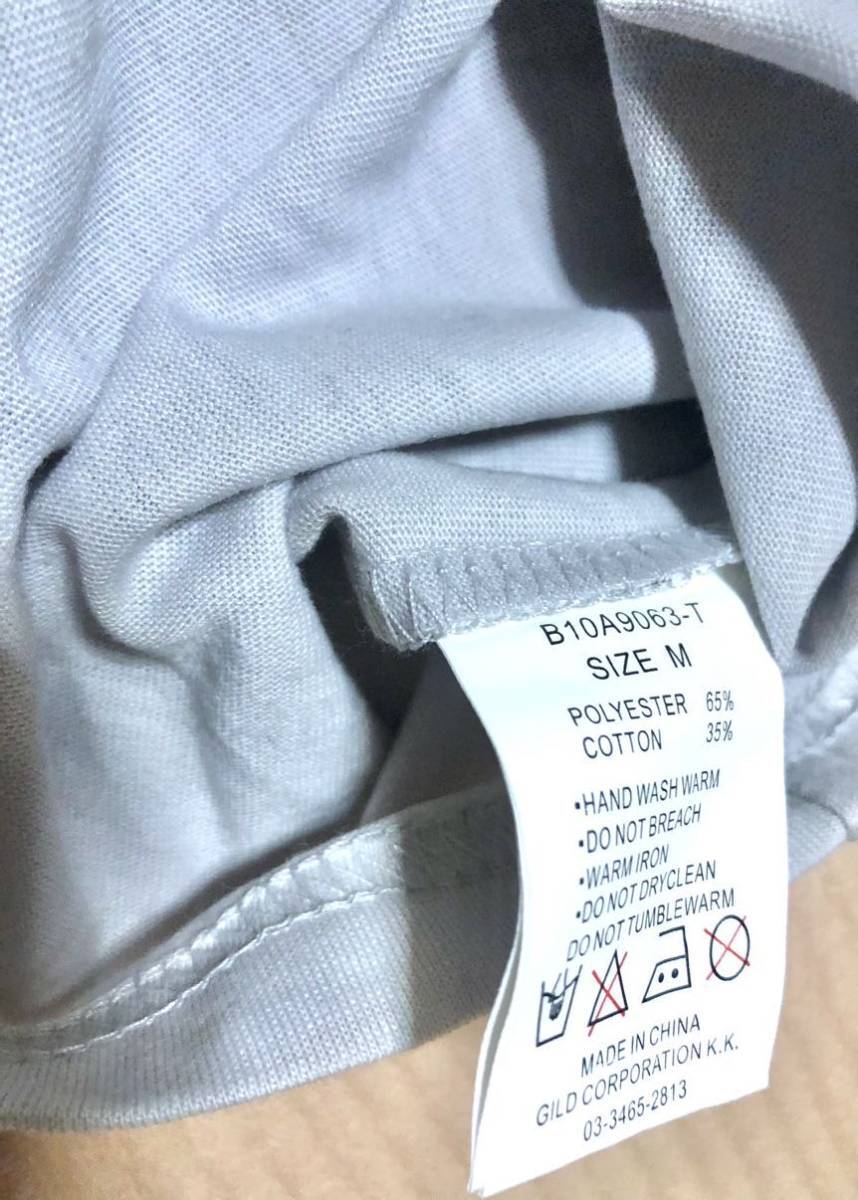 B10A9063-T
SIZE M
POLYESTER 65%
COTTON 35%
•HAND WASH WARM
•DO NOT BREACH
•WARM IRON
•DO NOT DRYCLEAN
DO NOT TUMBLEWARM
MADE IN CHINA
GILD CORPORATION K.K.
03-3465-2813